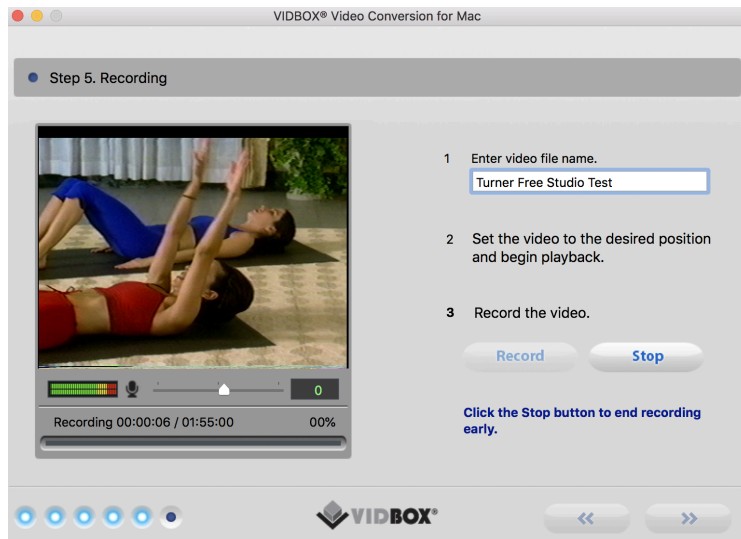 VIDBOX® Video Conversion for Mac
Step 5. Recording
1 Enter video file name.
Turner Free Studio Test
2 Set the video to the desired position
and begin playback.
3 Record the video.
Record Stop
Click the Stop button to end recording
early.
0
Recording 00:00:06 / 01:55:00 00%
VIDBOX®